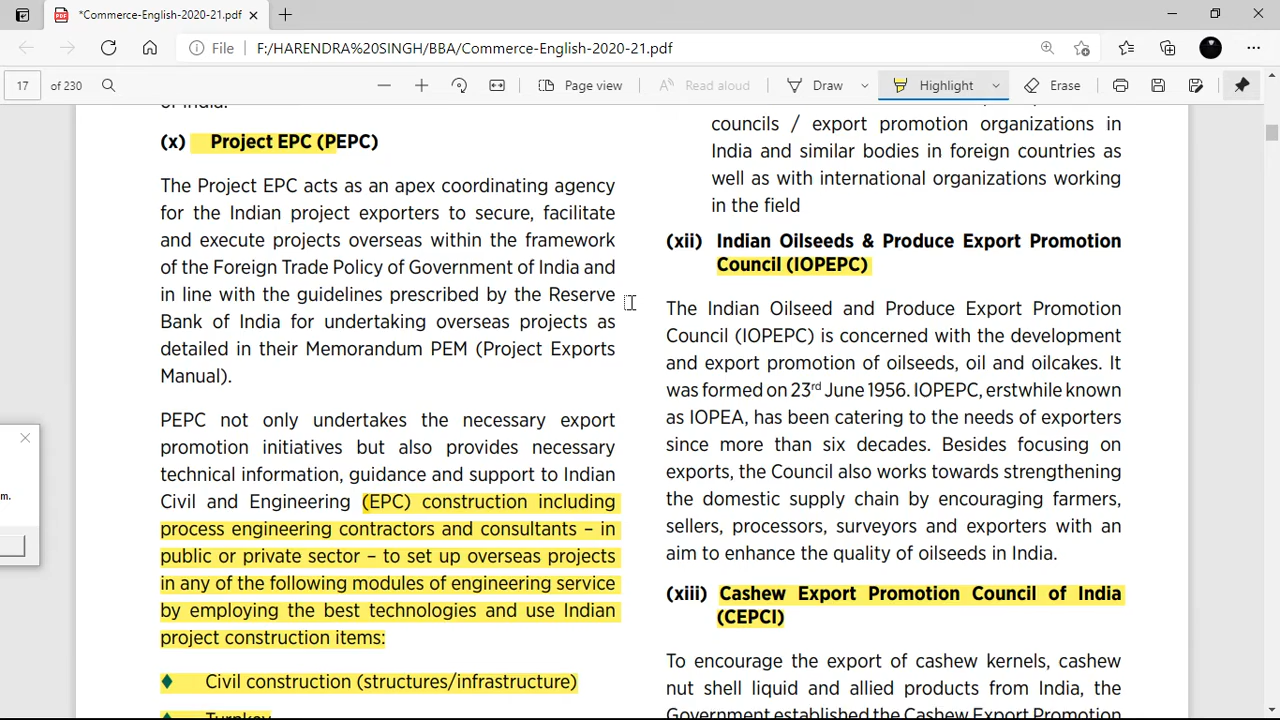 *Commerce-English-2020-21.pdf
File F:/HARENDRA%20SINGH/BBA/Commerce-English-2020-21.pdf
17 of 230 Page view Read aloud Draw Highlight Erase
of India.
(x) Project EPC (PEPC)
The Project EPC acts as an apex coordinating agency
for the Indian project exporters to secure, facilitate
and execute projects overseas within the framework
of the Foreign Trade Policy of Government of India and
in line with the guidelines prescribed by the Reserve
Bank of India for undertaking overseas projects as
detailed in their Memorandum PEM (Project Exports
Manual).
PEPC not only undertakes the necessary export
promotion initiatives but also provides necessary
technical information, guidance and support to Indian
Civil and Engineering (EPC) construction including
process engineering contractors and consultants – in
public or private sector – to set up overseas projects
in any of the following modules of engineering service
by employing the best technologies and use Indian
project construction items:
♦ Civil construction (structures/infrastructure)
♦ Turnkey
councils / export promotion organizations in
India and similar bodies in foreign countries as
well as with international organizations working
in the field
(xii) Indian Oilseeds & Produce Export Promotion
Council (IOPEPC)
The Indian Oilseed and Produce Export Promotion
Council (IOPEPC) is concerned with the development
and export promotion of oilseeds, oil and oilcakes. It
was formed on 23rd June 1956. IOPEPC, erstwhile known
as IOPEA, has been catering to the needs of exporters
since more than six decades. Besides focusing on
exports, the Council also works towards strengthening
the domestic supply chain by encouraging farmers,
sellers, processors, surveyors and exporters with an
aim to enhance the quality of oilseeds in India.
(xiii) Cashew Export Promotion Council of India
(CEPCI)
To encourage the export of cashew kernels, cashew
nut shell liquid and allied products from India, the
Government established the Cashew Export Promotion